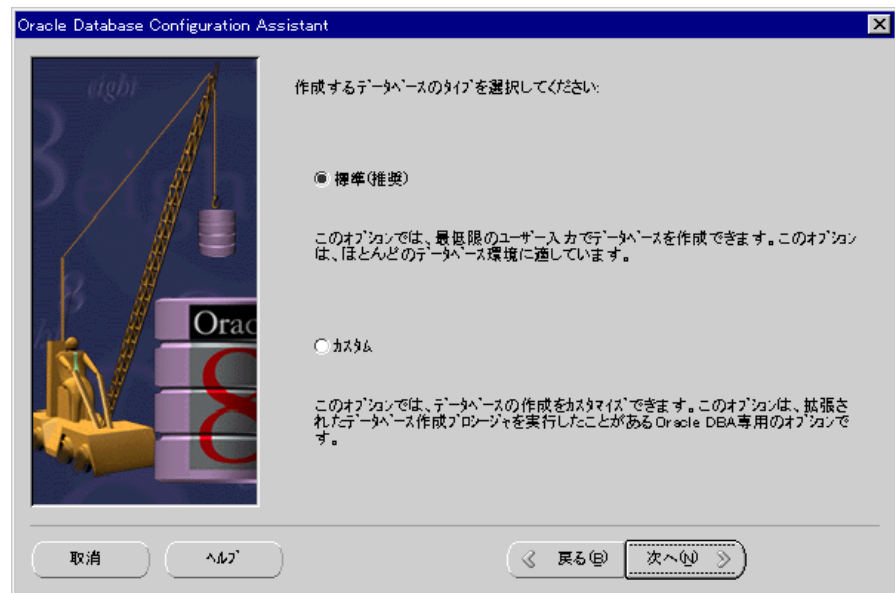 Oracle Database Configuration Assistant
eight
8
eigh
Orac
8
作成するﾃﾞｰﾀﾍﾞｰｽのﾀｲﾌﾟを選択してください:
標準(推奨)
このｵﾌﾟｼｮﾝでは、最低限のﾕｰｻﾞｰ入力でﾃﾞｰﾀﾍﾞｰｽを作成できます。このｵﾌﾟｼｮﾝ
は、ほとんどのﾃﾞｰﾀﾍﾞｰｽ環境に適しています。
ｶｽﾀﾑ
このｵﾌﾟｼｮﾝでは、ﾃﾞｰﾀﾍﾞｰｽの作成をｶｽﾀﾏｲｽﾞできます。このｵﾌﾟｼｮﾝは、拡張さ
れたﾃﾞｰﾀﾍﾞｰｽ作成ﾌﾟﾛｼｰｼﾞｬを実行したことがあるOracle DBA専用のｵﾌﾟｼｮﾝで
す。
取消
ﾍﾙﾌﾟ
戻る(B)
次へ(N)